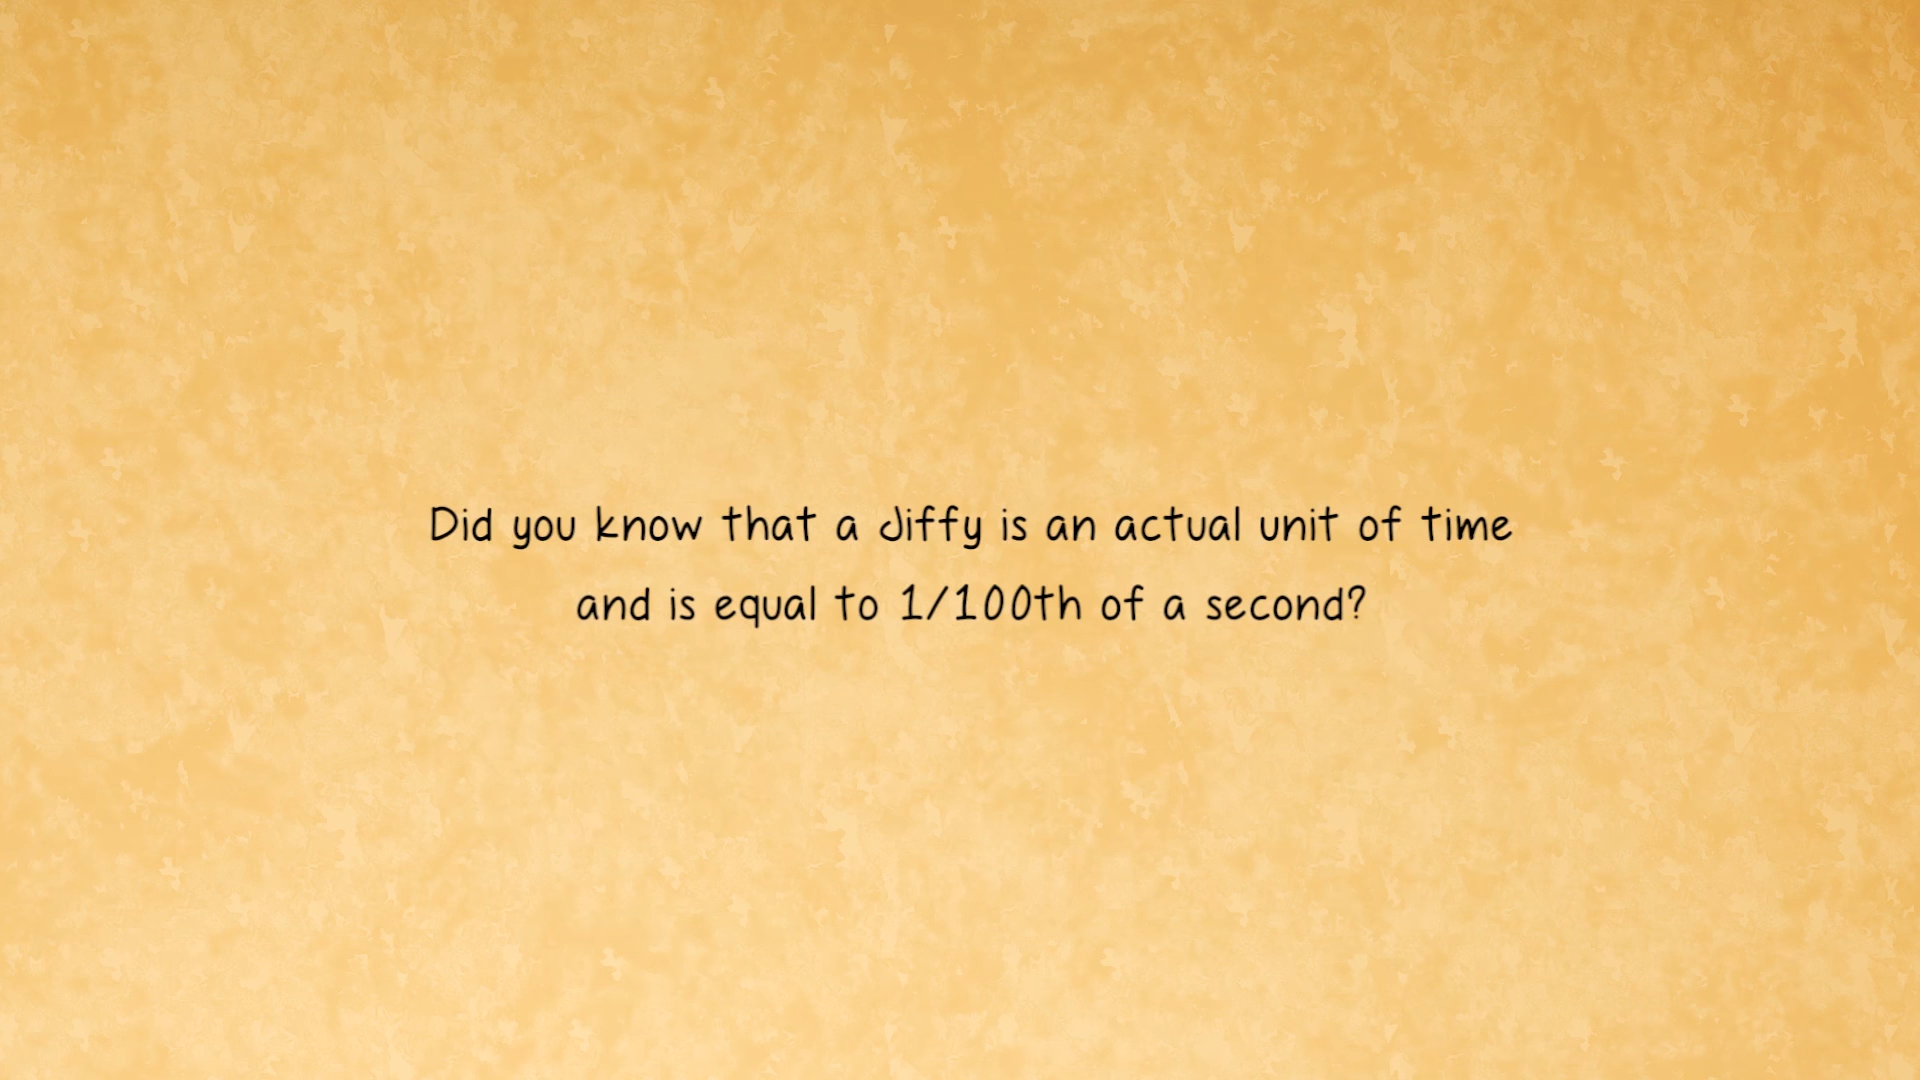 Did you know that a jiffy is an actual unit of time
and is equal to 1/100th of a second?